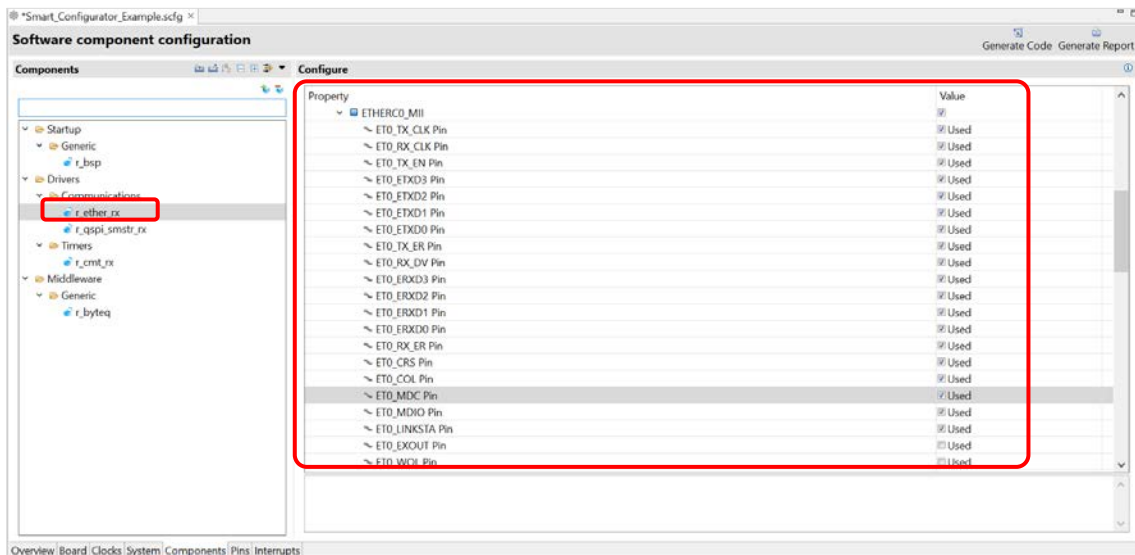 *Smart_Configurator_Example.scfg
Software component configuration
Generate Code Generate Report
Components
Configure
Property Value
Startup
Generic
r_bsp
Drivers
Communications
r_ether_rx
r_qspi_smstr_rx
Timers
r_cmt_rx
Middleware
Generic
r_byteq
ETHERC0_MII
ET0_TX_CLK Pin Used
ET0_RX_CLK Pin Used
ET0_TX_EN Pin Used
ET0_ETXD3 Pin Used
ET0_ETXD2 Pin Used
ET0_ETXD1 Pin Used
ET0_ETXD0 Pin Used
ET0_TX_ER Pin Used
ET0_RX_DV Pin Used
ET0_ERXD3 Pin Used
ET0_ERXD2 Pin Used
ET0_ERXD1 Pin Used
ET0_ERXD0 Pin Used
ET0_RX_ER Pin Used
ET0_CRS Pin Used
ET0_COL Pin Used
ET0_MDC Pin Used
ET0_MDIO Pin Used
ET0_LINKSTA Pin Used
ET0_EXOUT Pin Used
ET0_WOL Pin Used
Overview Board Clocks System Components Pins Interrupts